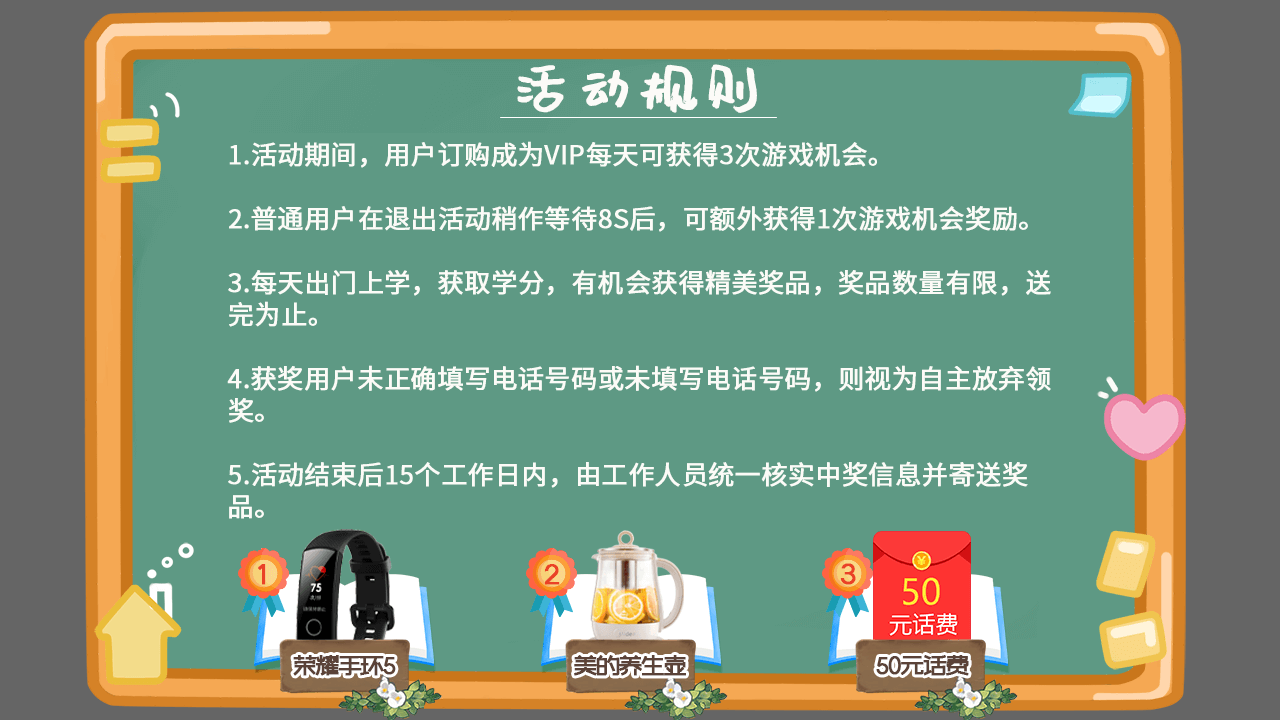 活动规则
1.活动期间，用户订购成为VIP每天可获得3次游戏机会。
2.普通用户在退出活动稍作等待8S后，可额外获得1次游戏机会奖励。
3.每天出门上学，获取学分，有机会获得精美奖品，奖品数量有限，送
完为止。
4.获奖用户未正确填写电话号码或未填写电话号码，则视为自主放弃领
奖。
5.活动结束后15个工作日内，由工作人员统一核实中奖信息并寄送奖
品。
1
75
2
3
50
元话费
荣耀手环5
美的养生壶
50元话费